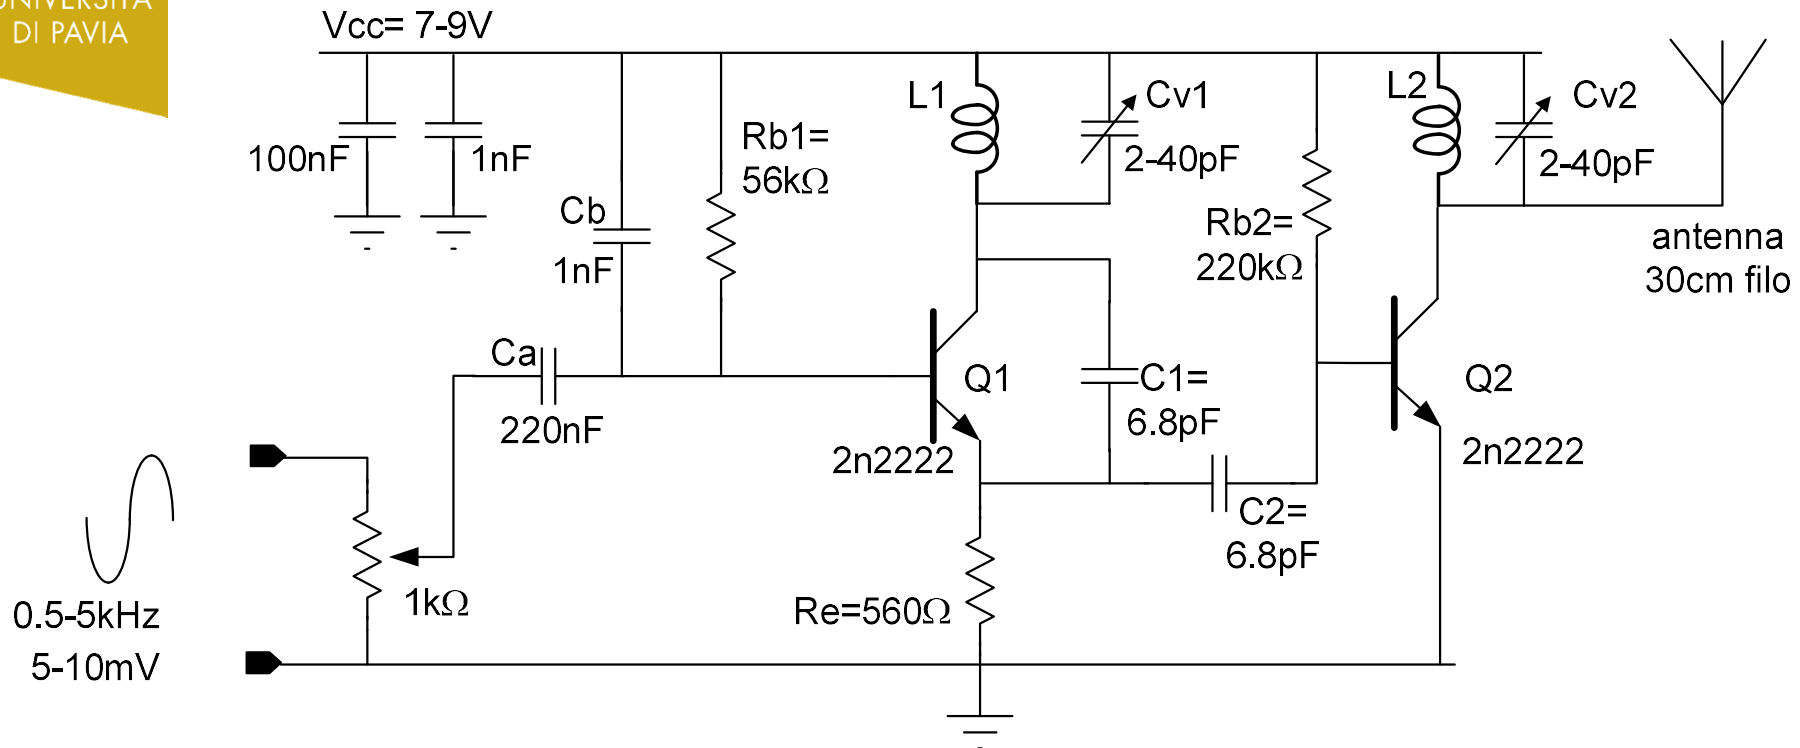 UNIVERSITÀ
DI PAVIA
Vcc= 7-9V
100nF
1nF
Cb
1nF
Rb1=
56kΩ
L1
Cv1
2-40pF
Rb2=
220kΩ
L2
Cv2
2-40pF
antenna
30cm filo
Ca
220nF
Q1
2n2222
C1=
6.8pF
C2=
6.8pF
Q2
2n2222
0.5-5kHz
5-10mV
1kΩ
Re=560Ω